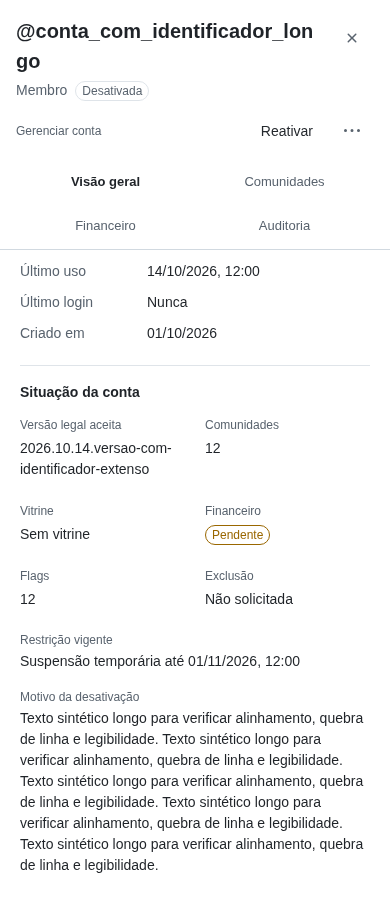 @conta_com_identificador_lon
go
Membro Desativada
Gerenciar conta Reativar
Visão geral Comunidades
Financeiro Auditoria
Último uso 14/10/2026, 12:00
Último login Nunca
Criado em 01/10/2026
Situação da conta
Versão legal aceita Comunidades
2026.10.14.versao-com- 12
identificador-extenso
Vitrine Financeiro
Sem vitrine Pendente
Flags Exclusão
12 Não solicitada
Restrição vigente
Suspensão temporária até 01/11/2026, 12:00
Motivo da desativação
Texto sintético longo para verificar alinhamento, quebra
de linha e legibilidade. Texto sintético longo para
verificar alinhamento, quebra de linha e legibilidade.
Texto sintético longo para verificar alinhamento, quebra
de linha e legibilidade. Texto sintético longo para
verificar alinhamento, quebra de linha e legibilidade.
Texto sintético longo para verificar alinhamento, quebra
de linha e legibilidade.